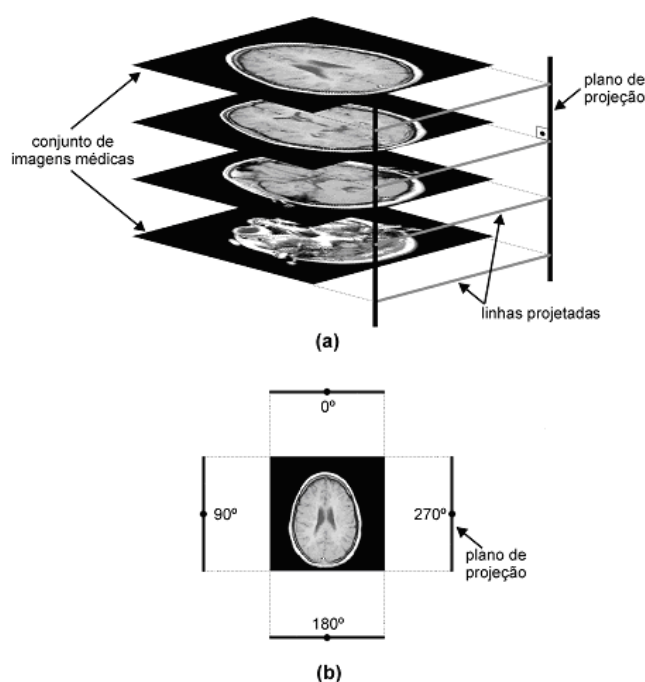 plano de
projeção
conjunto de
imagens médicas
linhas projetadas
(a)
0º
90º
270º
plano de
projeção
180º
(b)